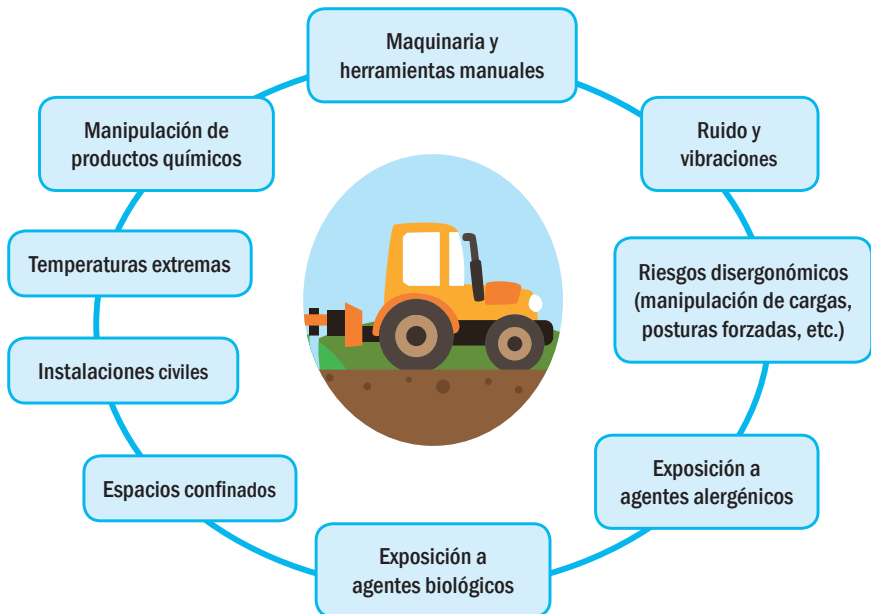 Maquinaria y
herramientas manuales
Ruido y
vibraciones
Riesgos disergonómicos
(manipulación de cargas,
posturas forzadas, etc.)
Exposición a
agentes alergénicos
Exposición a
agentes biológicos
Espacios confinados
Instalaciones civiles
Temperaturas extremas
Manipulación de
productos químicos